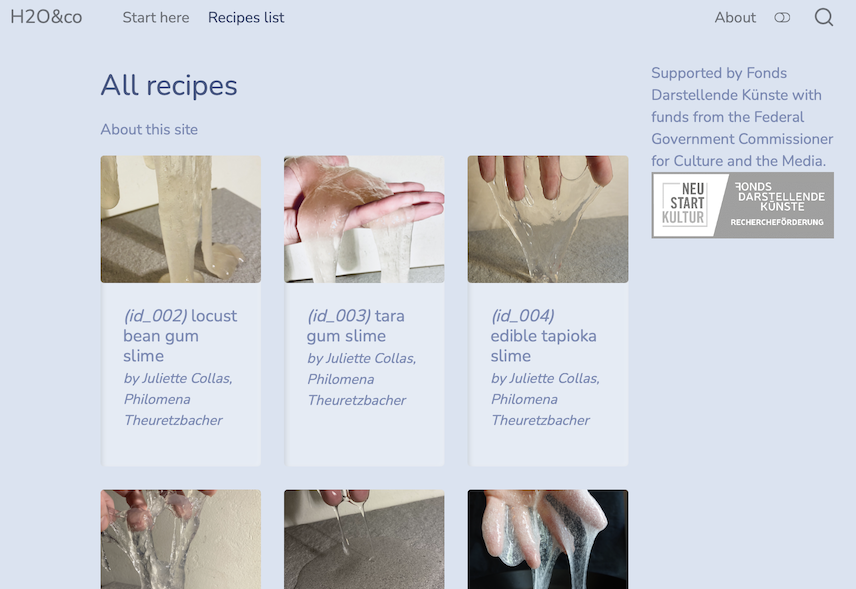 H2O&co
Start here
Recipes list
About
All recipes
About this site
(id_002) locust
bean gum
slime
by Juliette Collas,
Philomena
Theuretzbacher
(id_003) tara
gum slime
by Juliette Collas,
Philomena
Theuretzbacher
(id_004)
edible tapioka
slime
by Juliette Collas,
Philomena
Theuretzbacher
Supported by Fonds
Darstellende Künste with
funds from the Federal
Government Commissioner
for Culture and the Media.
NEU
START
KULTUR
FONDS
DARSTELLENDE
KÜNSTE
RECHERCHEFÖRDERUNG